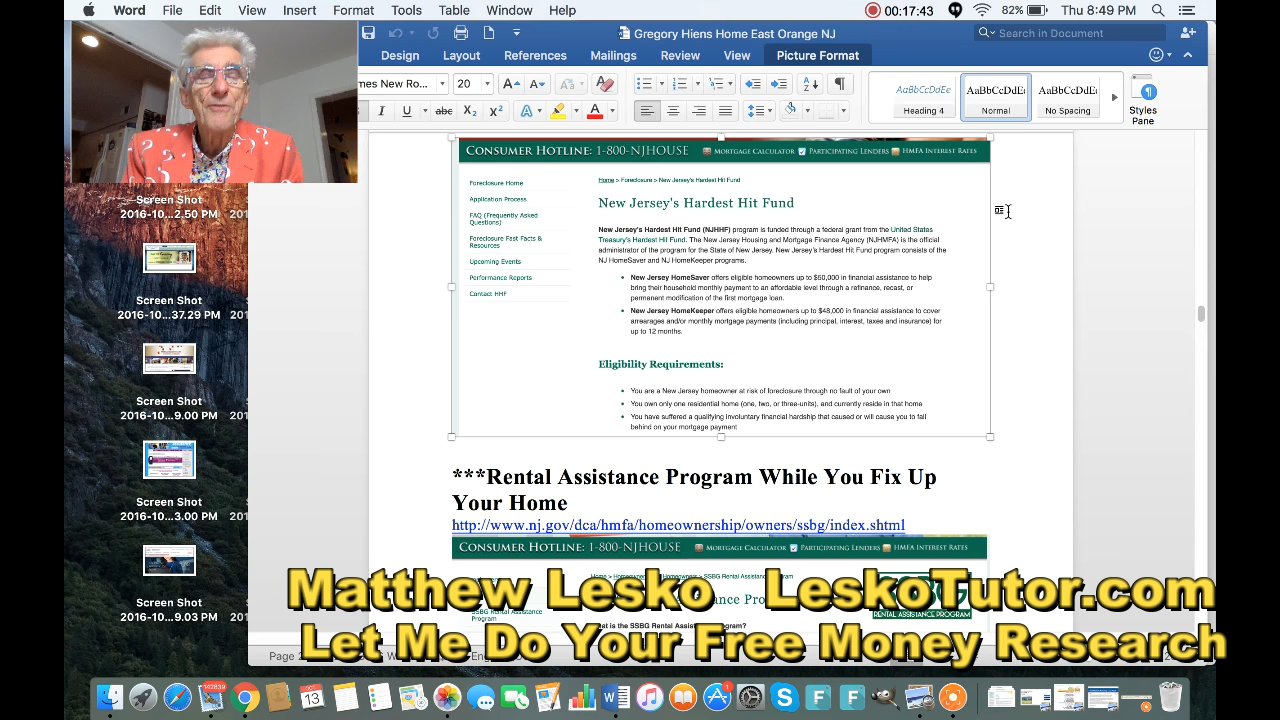 Word File Edit View Insert Format Tools Table Window Help
00:17:43 82% Thu 8:49 PM
Gregory Hiens Home East Orange NJ
Search in Document
Design Layout References Mailings Review View Picture Format
mes New Ro... 20
AaBbCcDdEe AaBbCcDdEe AaBbCcDdEe
Heading 4 Normal No Spacing Styles Pane
Screen Shot
2016-10...2.50 PM
Screen Shot
2016-10...37.29 PM
Screen Shot
2016-10...9.00 PM
Screen Shot
2016-10...3.00 PM
Screen Shot
2016-10...9.03 PM
Consumer Hotline: 1-800-NJHOUSE Mortgage Calculator Participating Lenders HMFA Interest Rates
Foreclosure Home
Application Process
FAQ (Frequently Asked
Questions)
Foreclosure Fast Facts &
Resources
Upcoming Events
Performance Reports
Contact HHF
Home > Foreclosure > New Jersey's Hardest Hit Fund
New Jersey's Hardest Hit Fund
New Jersey's Hardest Hit Fund (NJHHF) program is funded through a federal grant from the United States
Treasury's Hardest Hit Fund. The New Jersey Housing and Mortgage Finance Agency (NJHMFA) is the official
administrator of the program for the State of New Jersey. New Jersey's Hardest Hit Fund program consists of the
NJ HomeSaver and NJ HomeKeeper programs.
New Jersey HomeSaver offers eligible homeowners up to $50,000 in financial assistance to help
bring their household monthly payment to an affordable level through a refinance, recast, or
permanent modification of the first mortgage loan.
New Jersey HomeKeeper offers eligible homeowners up to $48,000 in financial assistance to cover
arrearages and/or monthly mortgage payments (including principal, interest, taxes and insurance) for
up to 12 months.
Eligibility Requirements:
You are a New Jersey homeowner at risk of foreclosure through no fault of your own
You own only one residential home (one, two, or three-units), and currently reside in that home
You have suffered a qualifying involuntary financial hardship that caused or will cause you to fall
behind on your mortgage payment
***Rental Assistance Program While You Fix Up
Your Home
http://www.nj.gov/dca/hmfa/homeownership/owners/ssbg/index.shtml
Consumer Hotline: 1-800-NJHOUSE Mortgage Calculator Participating Lenders HMFA Interest Rates
Matthew Lesko LeskoTutor.com
SSBG Rental Assistance
Program
RENTAL ASSISTANCE PROGRAM
Let Me Do Your Free Money Research